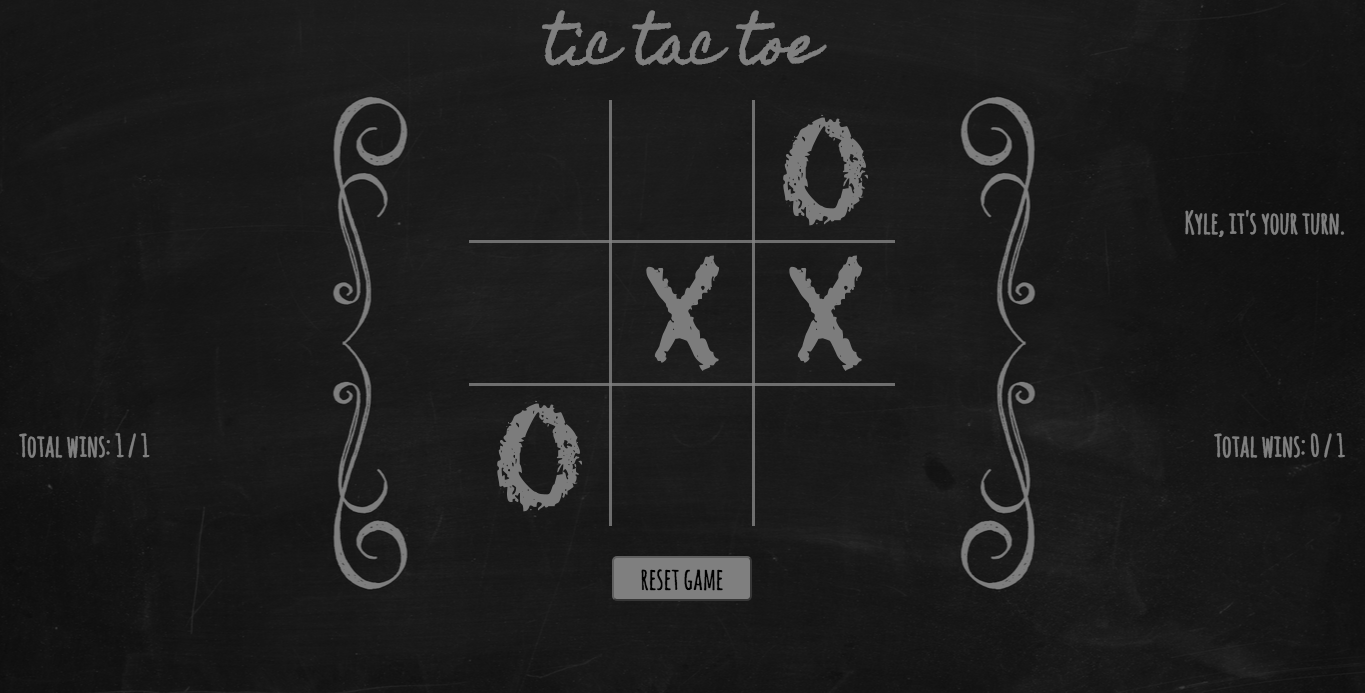 tic tac toe
O
X X
O
KYLE, IT'S YOUR TURN.
TOTAL WINS: 1 / 1
TOTAL WINS: 0 / 1
RESET GAME